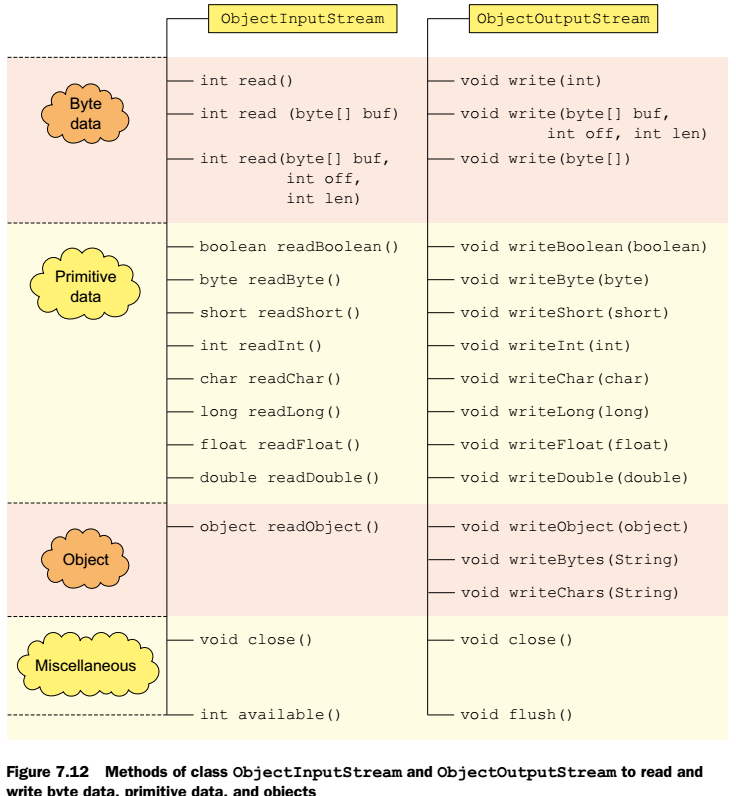 ObjectInputStream ObjectOutputStream
Byte
data
int read() void write(int)
int read (byte[] buf) void write(byte[] buf,
int off, int len)
int read(byte[] buf, void write(byte[])
int off,
int len)
Primitive
data
boolean readBoolean() void writeBoolean(boolean)
byte readByte() void writeByte(byte)
short readShort() void writeShort(short)
int readInt() void writeInt(int)
char readChar() void writeChar(char)
long readLong() void writeLong(long)
float readFloat() void writeFloat(float)
double readDouble() void writeDouble(double)
Object
object readObject() void writeObject(object)
void writeBytes(String)
void writeChars(String)
Miscellaneous
void close() void close()
int available() void flush()
Figure 7.12 Methods of class ObjectInputStream and ObjectOutputStream to read and
write byte data, primitive data, and objects